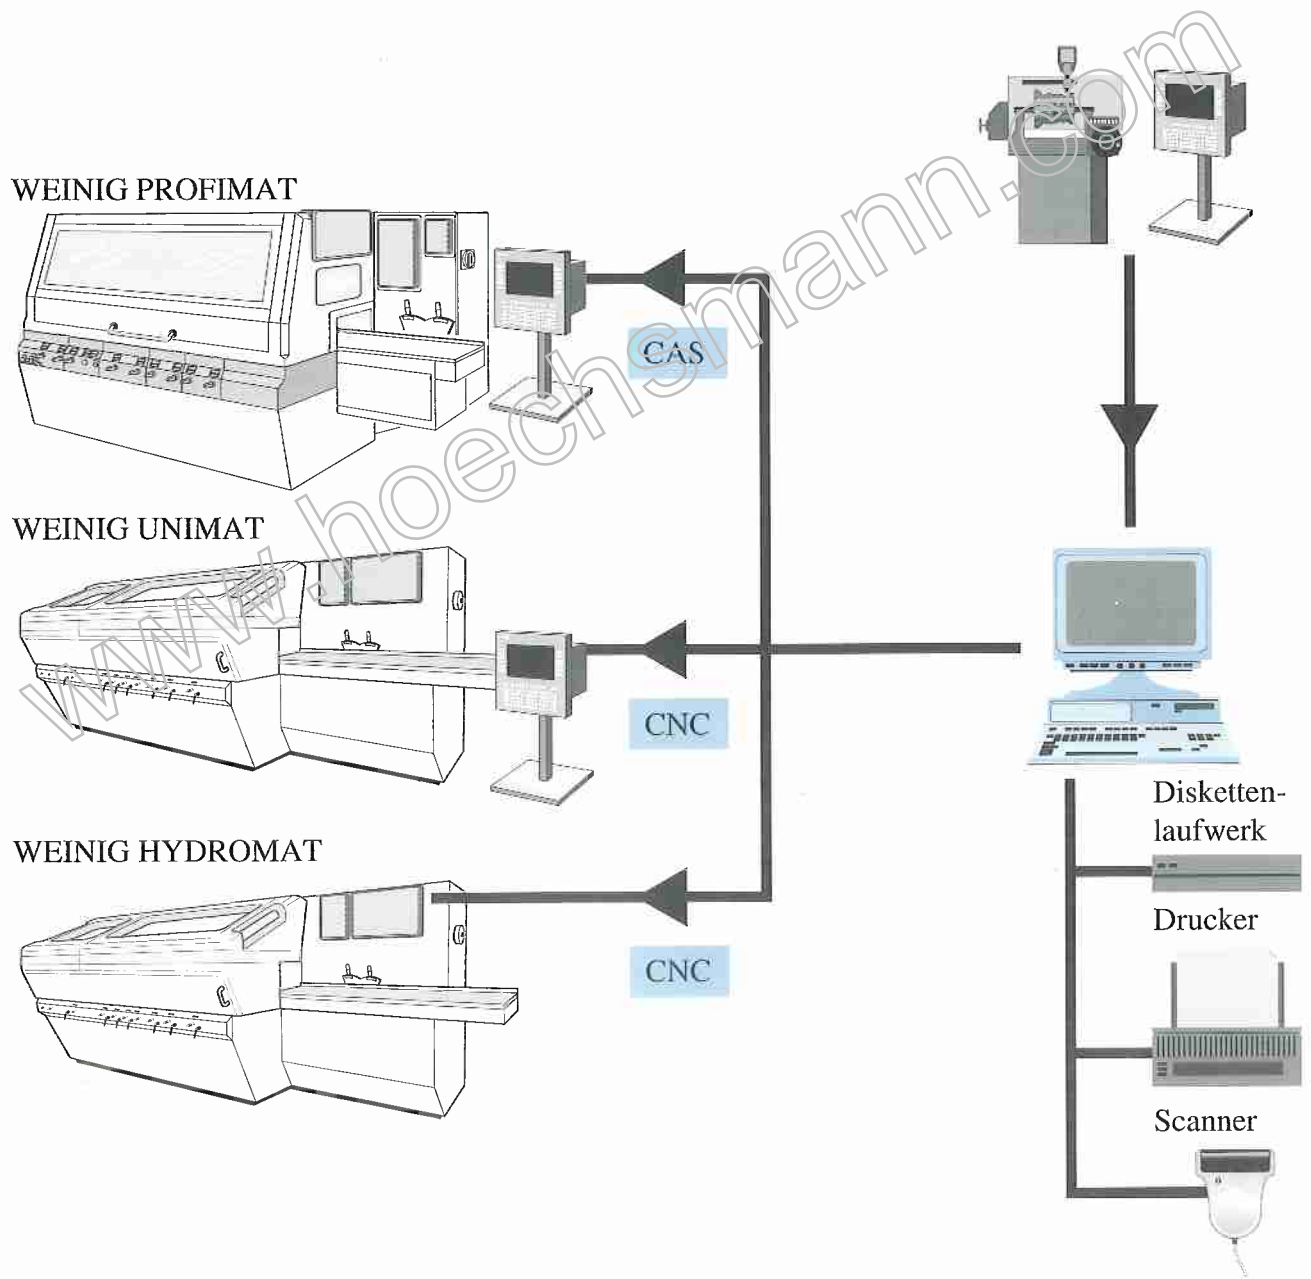 WEINIG PROFIMAT
CAS
WEINIG UNIMAT
CNC
Disketten-
laufwerk
WEINIG HYDROMAT
Drucker
CNC
Scanner
www.hoechsmann.com